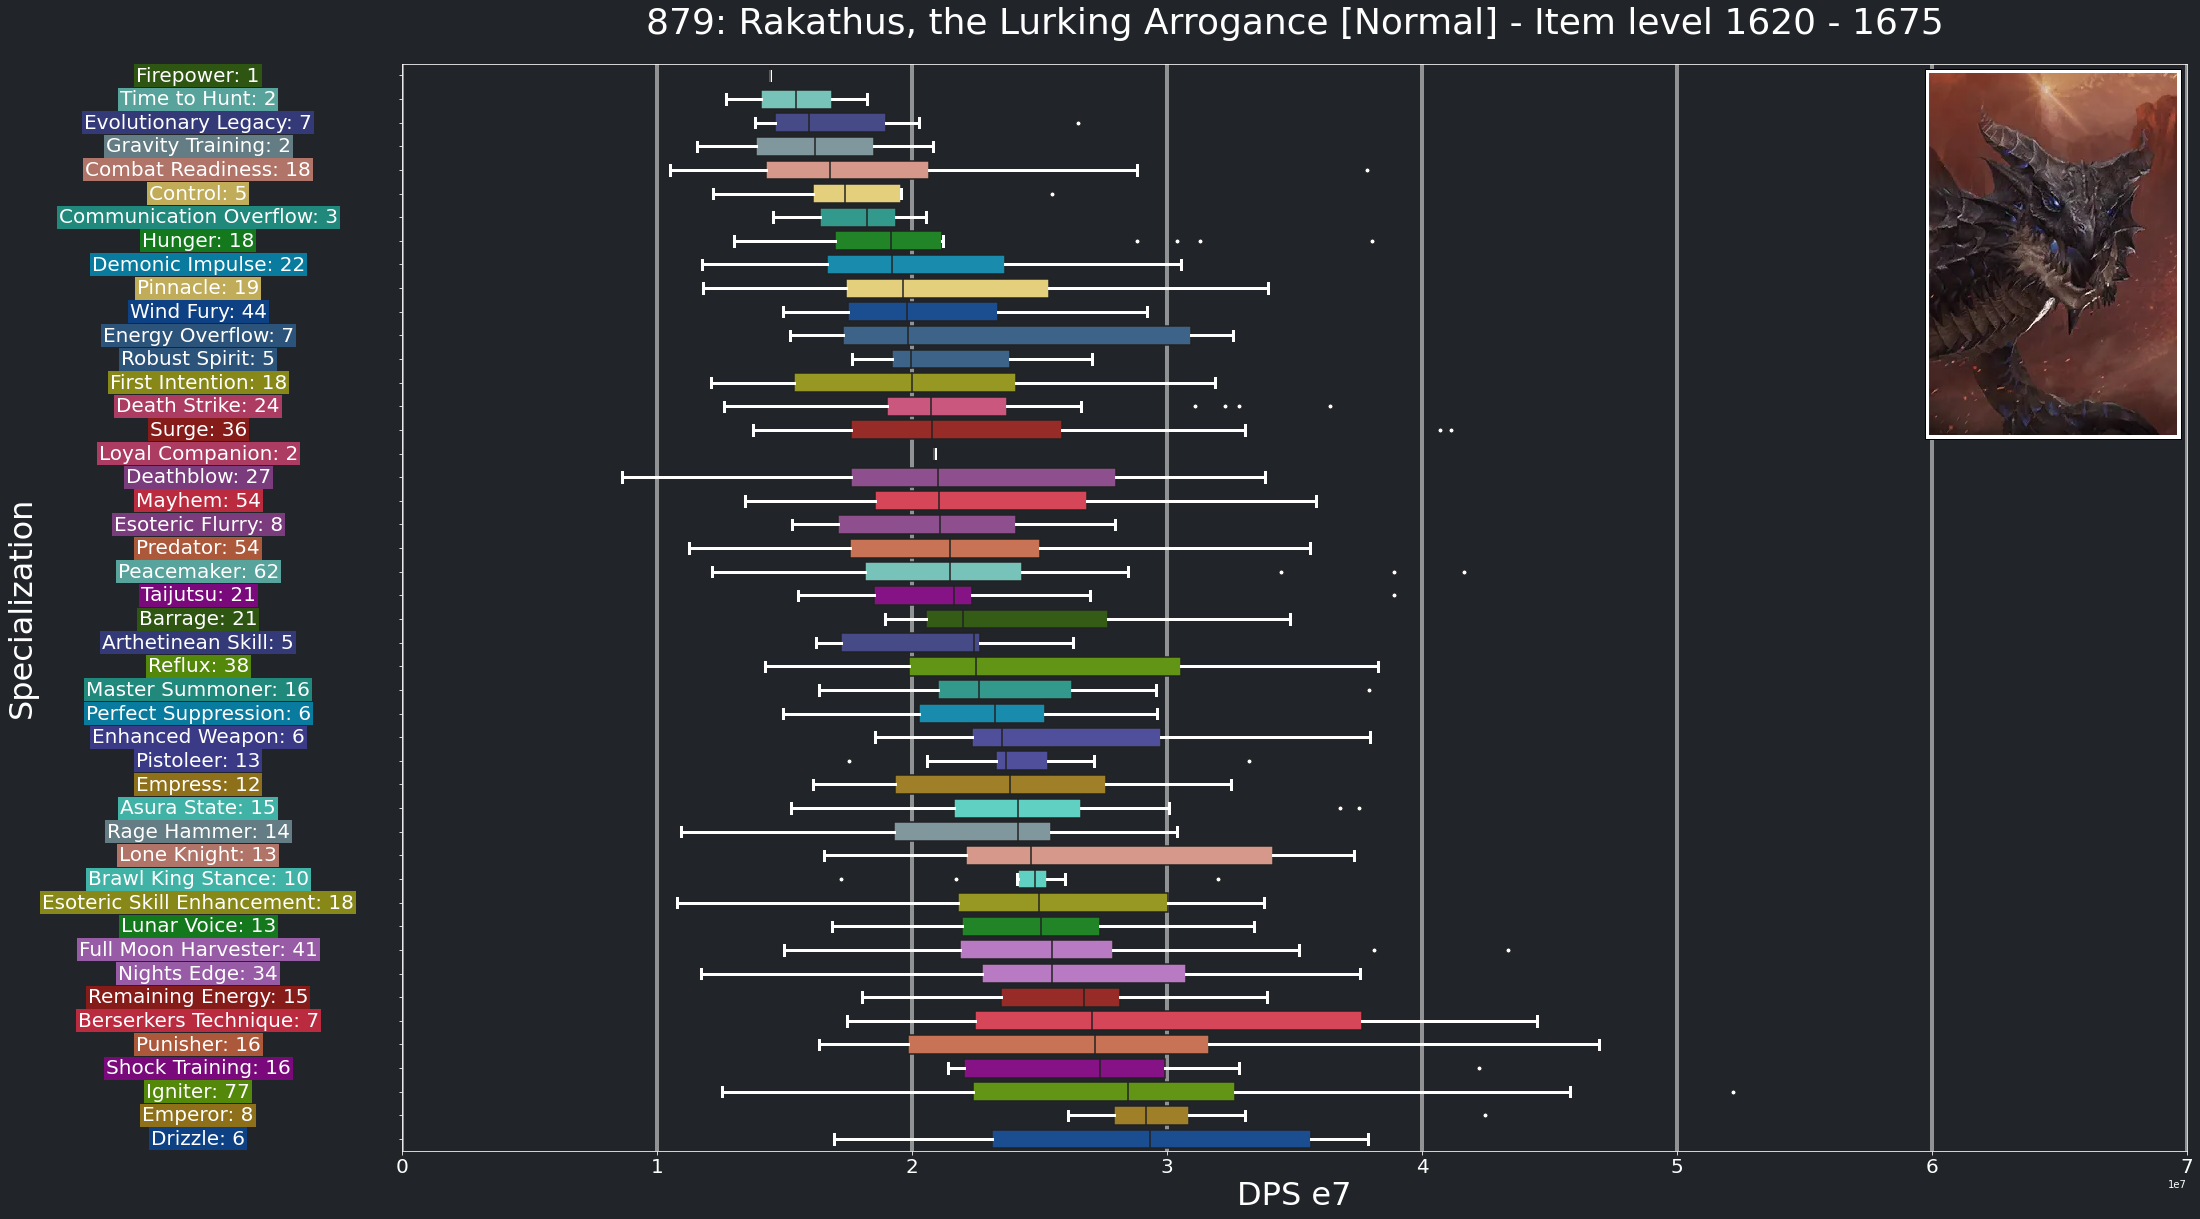 879: Rakathus, the Lurking Arrogance [Normal] - Item level 1620 - 1675
Firepower: 1
Time to Hunt: 2
Evolutionary Legacy: 7
Gravity Training: 2
Combat Readiness: 18
Control: 5
Communication Overflow: 3
Hunger: 18
Demonic Impulse: 22
Pinnacle: 19
Wind Fury: 44
Energy Overflow: 7
Robust Spirit: 5
First Intention: 18
Death Strike: 24
Surge: 36
Loyal Companion: 2
Deathblow: 27
Mayhem: 54
Esoteric Flurry: 8
Predator: 54
Peacemaker: 62
Taijutsu: 21
Barrage: 21
Arthetinean Skill: 5
Reflux: 38
Master Summoner: 16
Perfect Suppression: 6
Enhanced Weapon: 6
Pistoleer: 13
Empress: 12
Asura State: 15
Rage Hammer: 14
Lone Knight: 13
Brawl King Stance: 10
Esoteric Skill Enhancement: 18
Lunar Voice: 13
Full Moon Harvester: 41
Nights Edge: 34
Remaining Energy: 15
Berserkers Technique: 7
Punisher: 16
Shock Training: 16
Igniter: 77
Emperor: 8
Drizzle: 6
Specialization
0 1 2 3 4 5 6 7
DPS e7
1e7